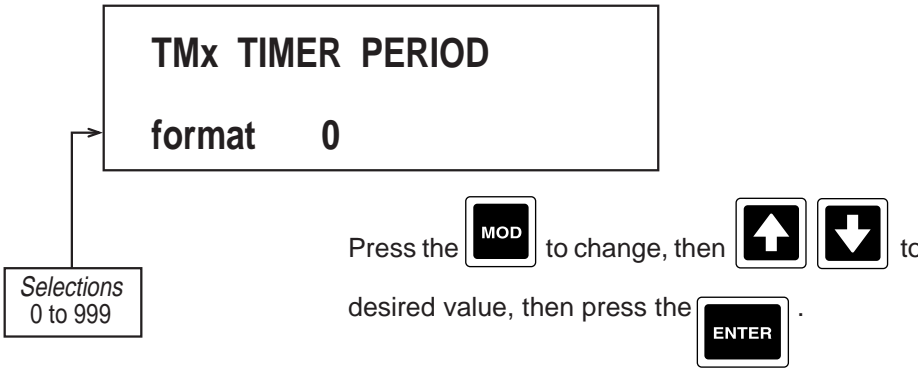 TMx TIMER PERIOD
format 0
Selections
0 to 999
Press the MOD to change, then to
desired value, then press the ENTER .